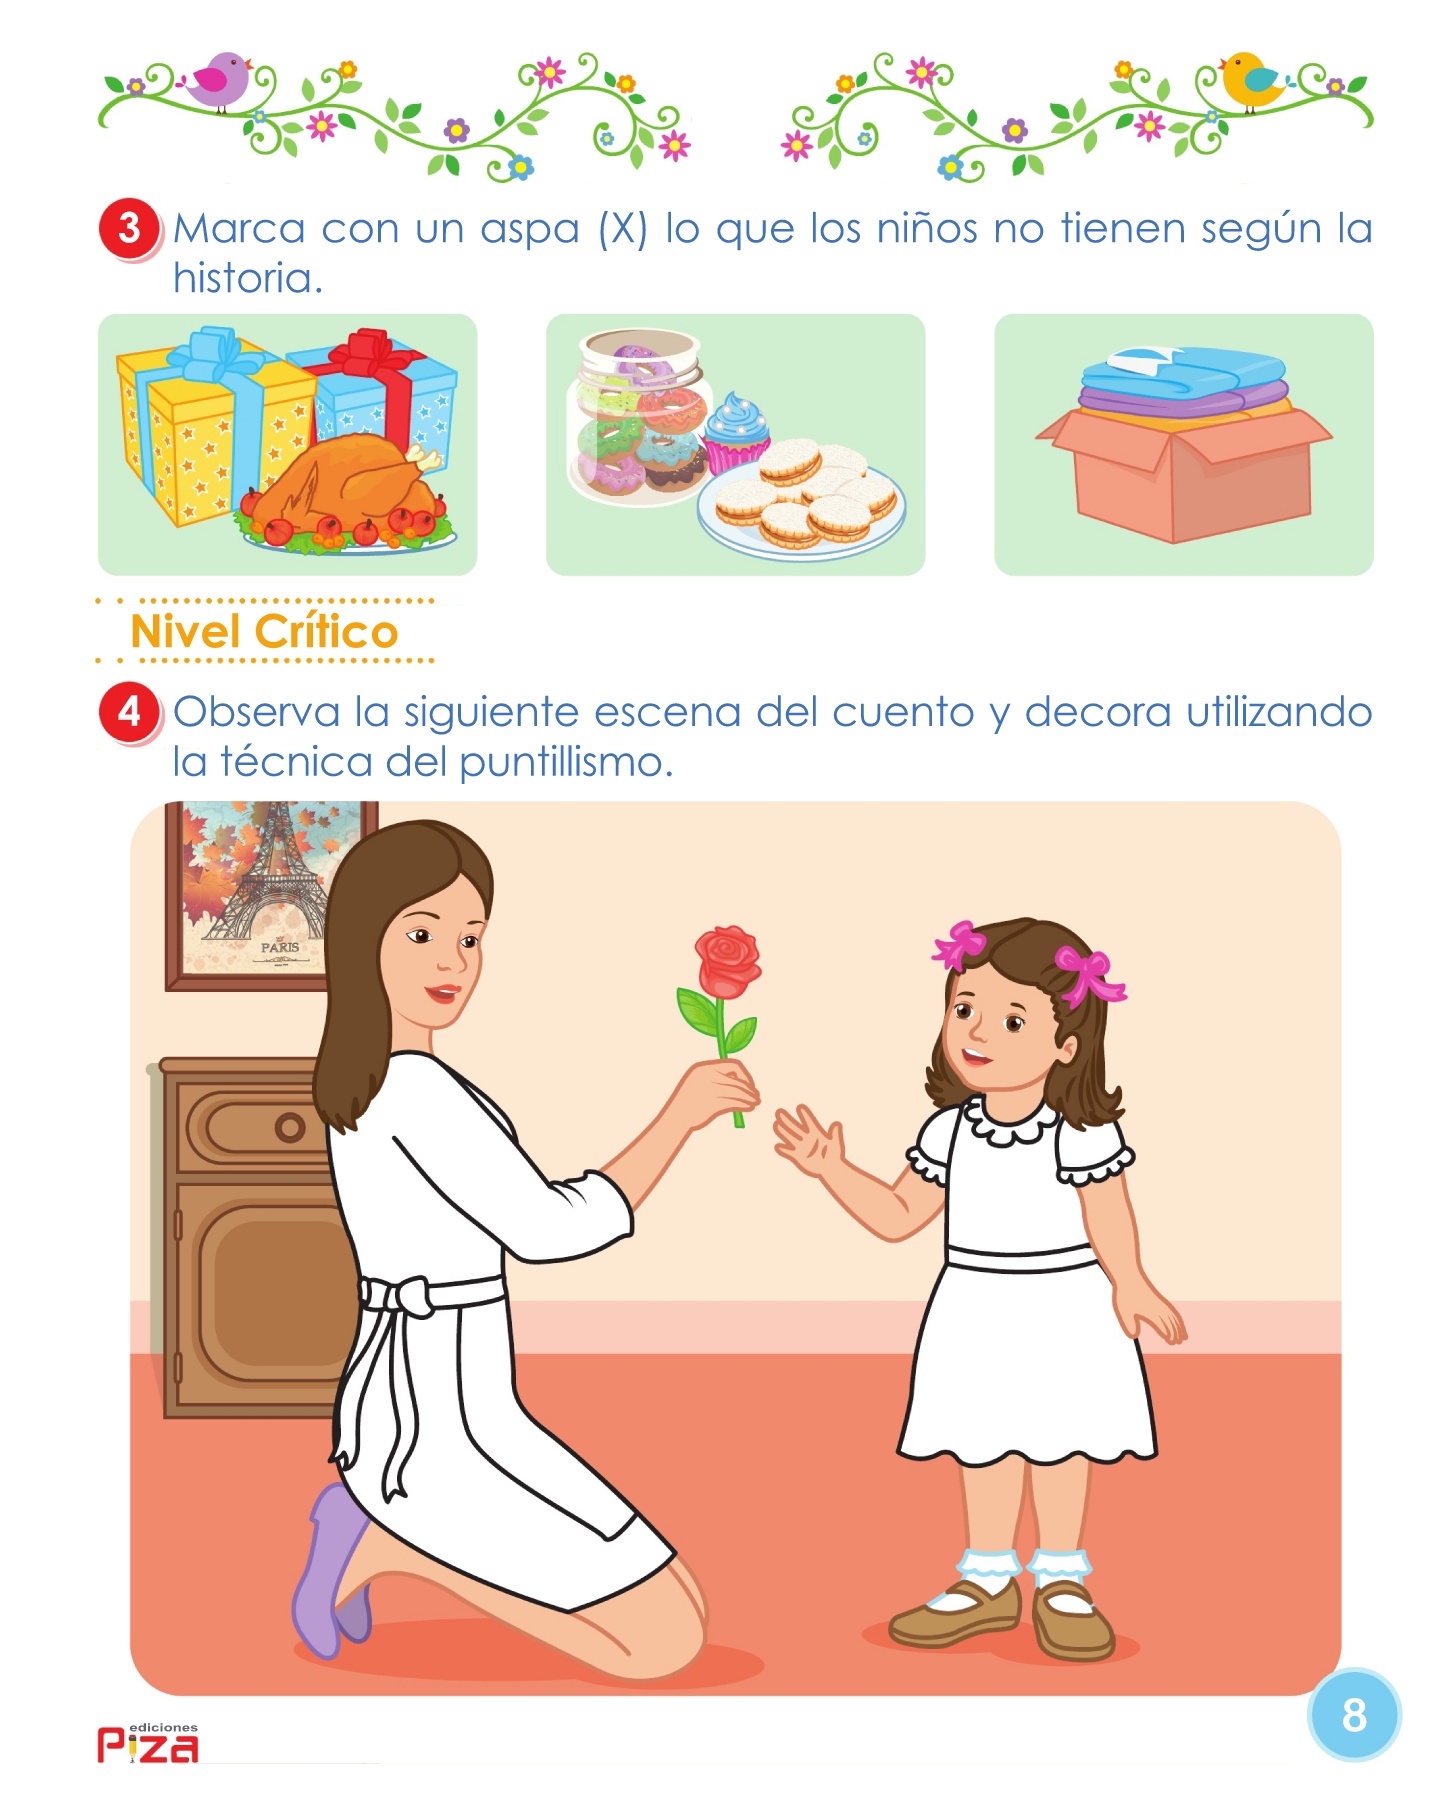 3 Marca con un aspa (X) lo que los niños no tienen según la
historia.
Nivel Crítico
4 Observa la siguiente escena del cuento y decora utilizando
la técnica del puntillismo.
PARIS
ediciones
Piza
8